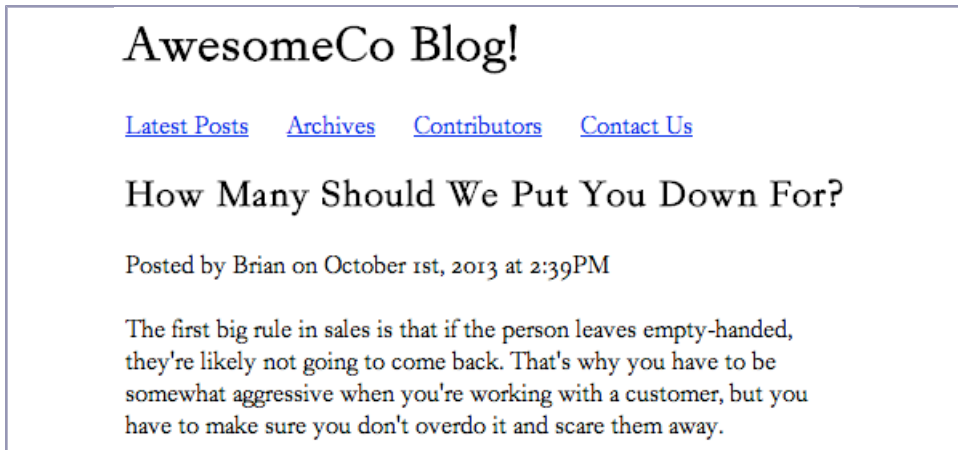 AwesomeCo Blog!
Latest Posts Archives Contributors Contact Us
How Many Should We Put You Down For?
Posted by Brian on October 1st, 2013 at 2:39PM
The first big rule in sales is that if the person leaves empty-handed,
they're likely not going to come back. That's why you have to be
somewhat aggressive when you're working with a customer, but you
have to make sure you don't overdo it and scare them away.